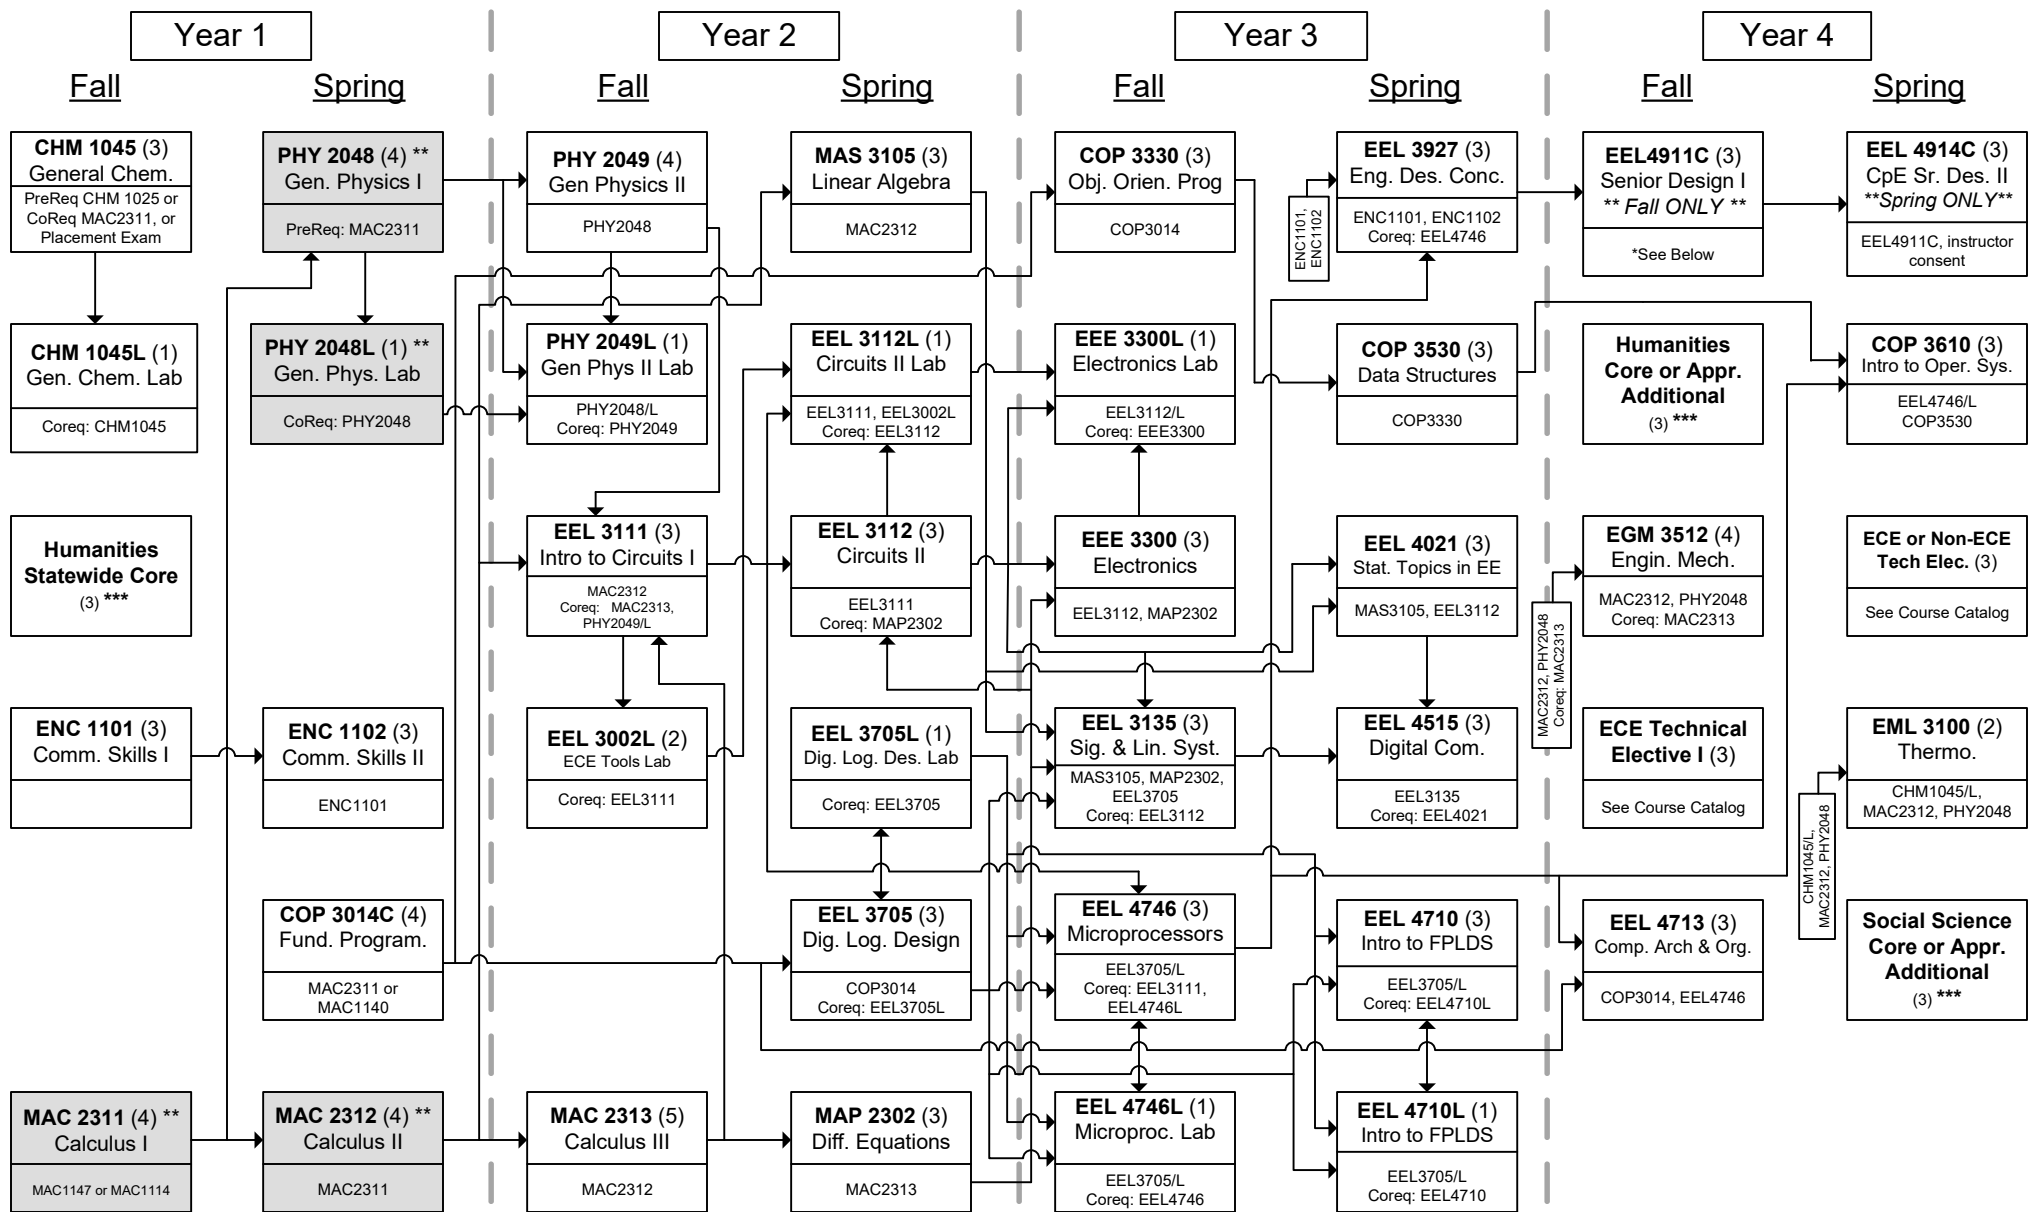 Year 1
Year 2
Year 3
Year 4
Fall
Spring
Fall
Spring
Fall
Spring
Fall
Spring
CHM 1045 (3)
General Chem.
PreReq CHM 1025 or
CoReq MAC2311, or
Placement Exam
PHY 2048 (4) **
Gen. Physics I
PreReq: MAC2311
PHY 2049 (4)
Gen Physics II
PHY2048
MAS 3105 (3)
Linear Algebra
MAC2312
COP 3330 (3)
Obj. Orien. Prog
COP3014
ENC1101,
ENC1102
EEL 3927 (3)
Eng. Des. Conc.
ENC1101, ENC1102
Coreq: EEL4746
EEL4911C (3)
Senior Design I
** Fall ONLY **
*See Below
EEL 4914C (3)
CpE Sr. Des. II
**Spring ONLY**
EEL4911C, instructor
consent
CHM 1045L (1)
Gen. Chem. Lab
Coreq: CHM1045
PHY 2048L (1) **
Gen. Phys. Lab
CoReq: PHY2048
PHY 2049L (1)
Gen Phys II Lab
PHY2048/L
Coreq: PHY2049
EEL 3112L (1)
Circuits II Lab
EEL3111, EEL3002L
Coreq: EEL3112
EEE 3300L (1)
Electronics Lab
EEL3112/L
Coreq: EEE3300
COP 3530 (3)
Data Structures
COP3330
Humanities
Core or Appr.
Additional
(3) ***
COP 3610 (3)
Intro to Oper. Sys.
EEL4746/L
COP3530
Humanities
Statewide Core
(3) ***
EEL 3111 (3)
Intro to Circuits I
MAC2312
Coreq: MAC2313,
PHY2049/L
EEL 3112 (3)
Circuits II
EEL3111
Coreq: MAP2302
EEE 3300 (3)
Electronics
EEL3112, MAP2302
EEL 4021 (3)
Stat. Topics in EE
MAS3105, EEL3112
MAC2312, PHY2048
Coreq: MAC2313
EGM 3512 (4)
Engin. Mech.
MAC2312, PHY2048
Coreq: MAC2313
ECE or Non-ECE
Tech Elec. (3)
See Course Catalog
ENC 1101 (3)
Comm. Skills I
ENC 1102 (3)
Comm. Skills II
ENC1101
EEL 3002L (2)
ECE Tools Lab
Coreq: EEL3111
EEL 3705L (1)
Dig. Log. Des. Lab
Coreq: EEL3705
EEL 3135 (3)
Sig. & Lin. Syst.
MAS3105, MAP2302,
EEL3705
Coreq: EEL3112
EEL 4515 (3)
Digital Com.
EEL3135
Coreq: EEL4021
ECE Technical
Elective I (3)
See Course Catalog
CHM1045/L,
MAC2312, PHY2048
EML 3100 (2)
Thermo.
CHM1045/L,
MAC2312, PHY2048
COP 3014C (4)
Fund. Program.
MAC2311 or
MAC1140
EEL 3705 (3)
Dig. Log. Design
COP3014
Coreq: EEL3705L
EEL 4746 (3)
Microprocessors
EEL3705/L
Coreq: EEL3111,
EEL4746L
EEL 4710 (3)
Intro to FPLDS
EEL3705/L
Coreq: EEL4710L
EEL 4713 (3)
Comp. Arch & Org.
COP3014, EEL4746
Social Science
Core or Appr.
Additional
(3) ***
MAC 2311 (4) **
Calculus I
MAC1147 or MAC1114
MAC 2312 (4) **
Calculus II
MAC2311
MAC 2313 (5)
Calculus III
MAC2312
MAP 2302 (3)
Diff. Equations
MAC2313
EEL 4746L (1)
Microproc. Lab
EEL3705/L
Coreq: EEL4746
EEL 4710L (1)
Intro to FPLDS
EEL3705/L
Coreq: EEL4710